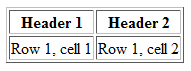 Header 1 Header 2
Row 1, cell 1 Row 1, cell 2